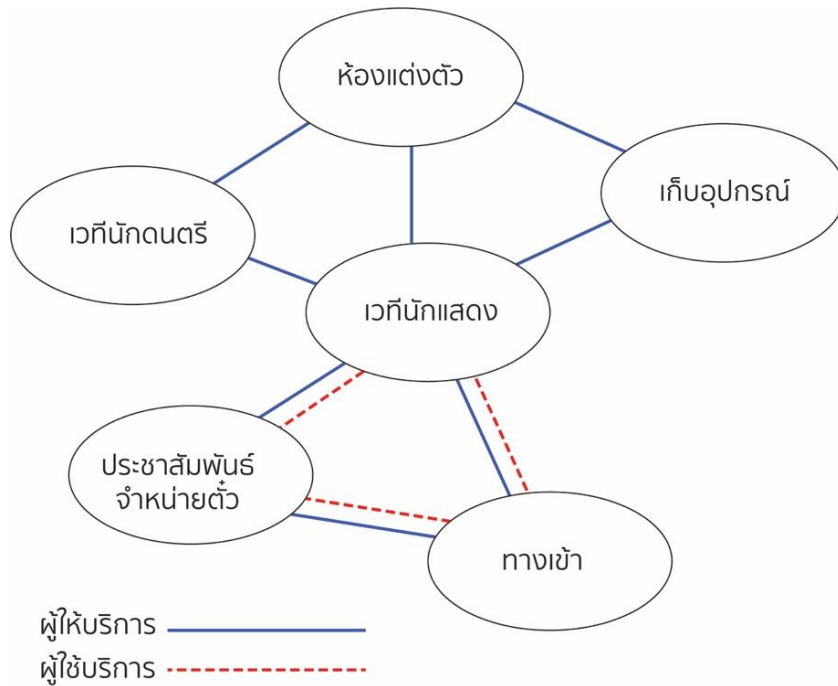 ห้องแต่งตัว
เก็บอุปกรณ์
เวทีนักดนตรี
เวทีนักแสดง
ประชาสัมพันธ์
จำหน่ายตั๋ว
ทางเข้า
ผู้ให้บริการ
ผู้ใช้บริการ